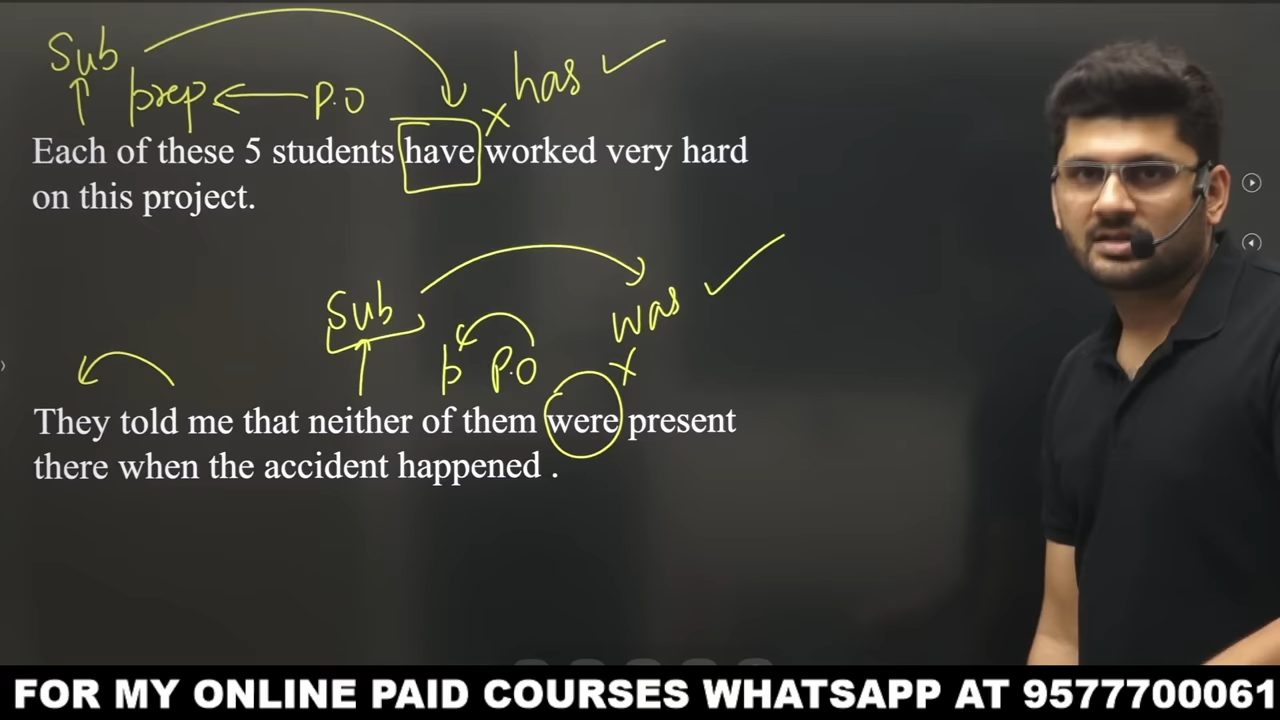 Sub
prep P.O
has
Each of these 5 students have worked very hard
on this project.
Sub
was
p P.O
They told me that neither of them were present
there when the accident happened .
FOR MY ONLINE PAID COURSES WHATSAPP AT 9577700061